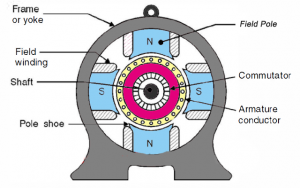 Frame
or yoke
Field Pole
N
Field
winding
Shaft
Commutator
S
S
Armature
conductor
Pole shoe
N